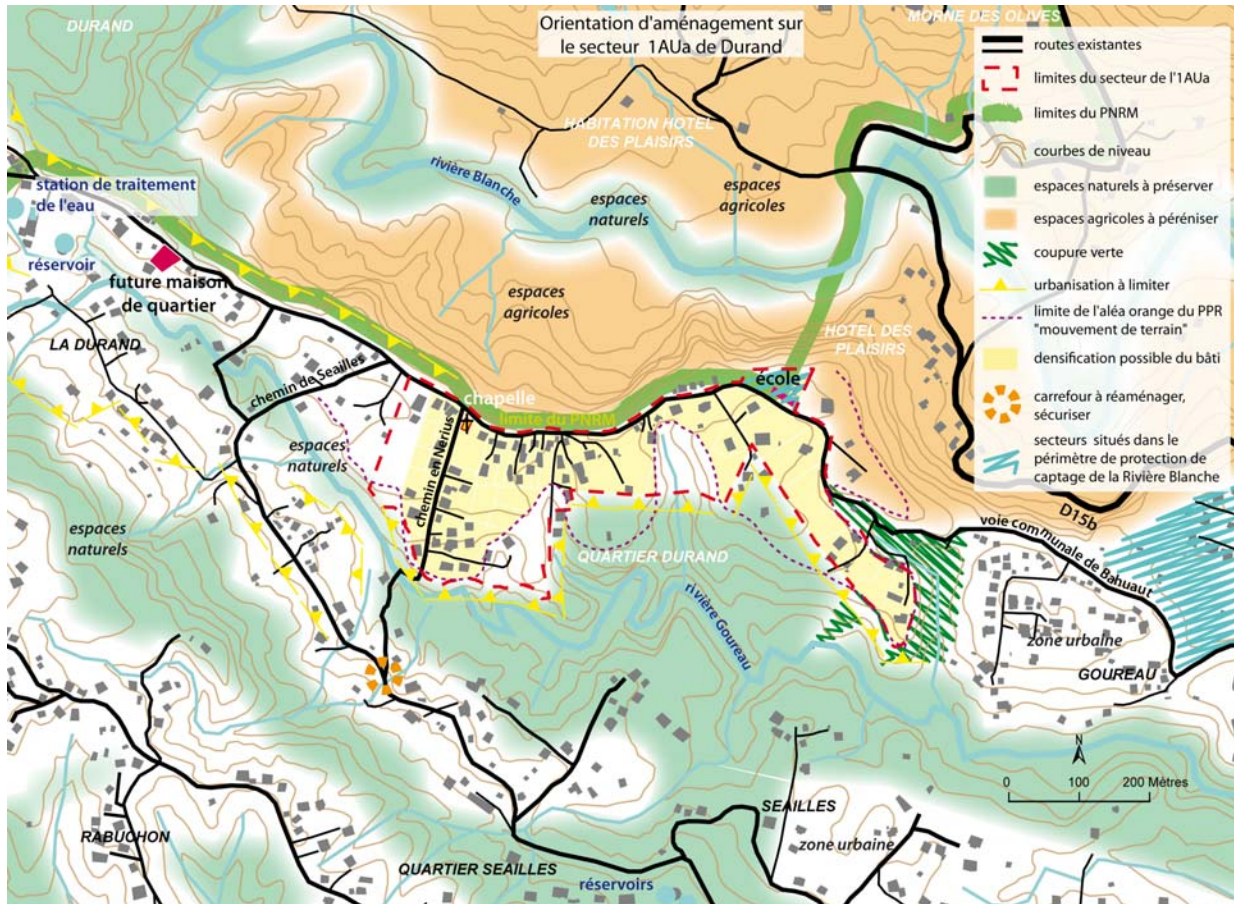 DURAND
Orientation d'aménagement sur
le secteur 1AUa de Durand
MORNE DES OLIVES
routes existantes
limites du secteur de l'1AUa
limites du PNRM
courbes de niveau
espaces naturels à préserver
espaces agricoles à péréniser
coupure verte
urbanisation à limiter
limite de l'aléa orange du PPR
"mouvement de terrain"
densification possible du bâti
carrefour à réaménager,
sécuriser
secteurs situés dans le
périmètre de protection de
captage de la Rivière Blanche
HABITATION HOTEL
DES PLAISIRS
rivière Blanche
espaces
naturels
espaces
agricoles
station de traitement
de l'eau
réservoir
future maison
de quartier
espaces
agricoles
HOTEL DES
PLAISIRS
LA DURAND
chemin de Seailles
école
chapelle
limite du PNRM
espaces
naturels
chemin en Nerius
D15b
voie communale de Bahuaut
espaces
naturels
QUARTIER DURAND
rivière Goureau
zone urbaine
GOUREAU
N
0 100 200 Mètres
SEAILLES
RABUCHON
zone urbaine
QUARTIER SEAILLES
réservoirs